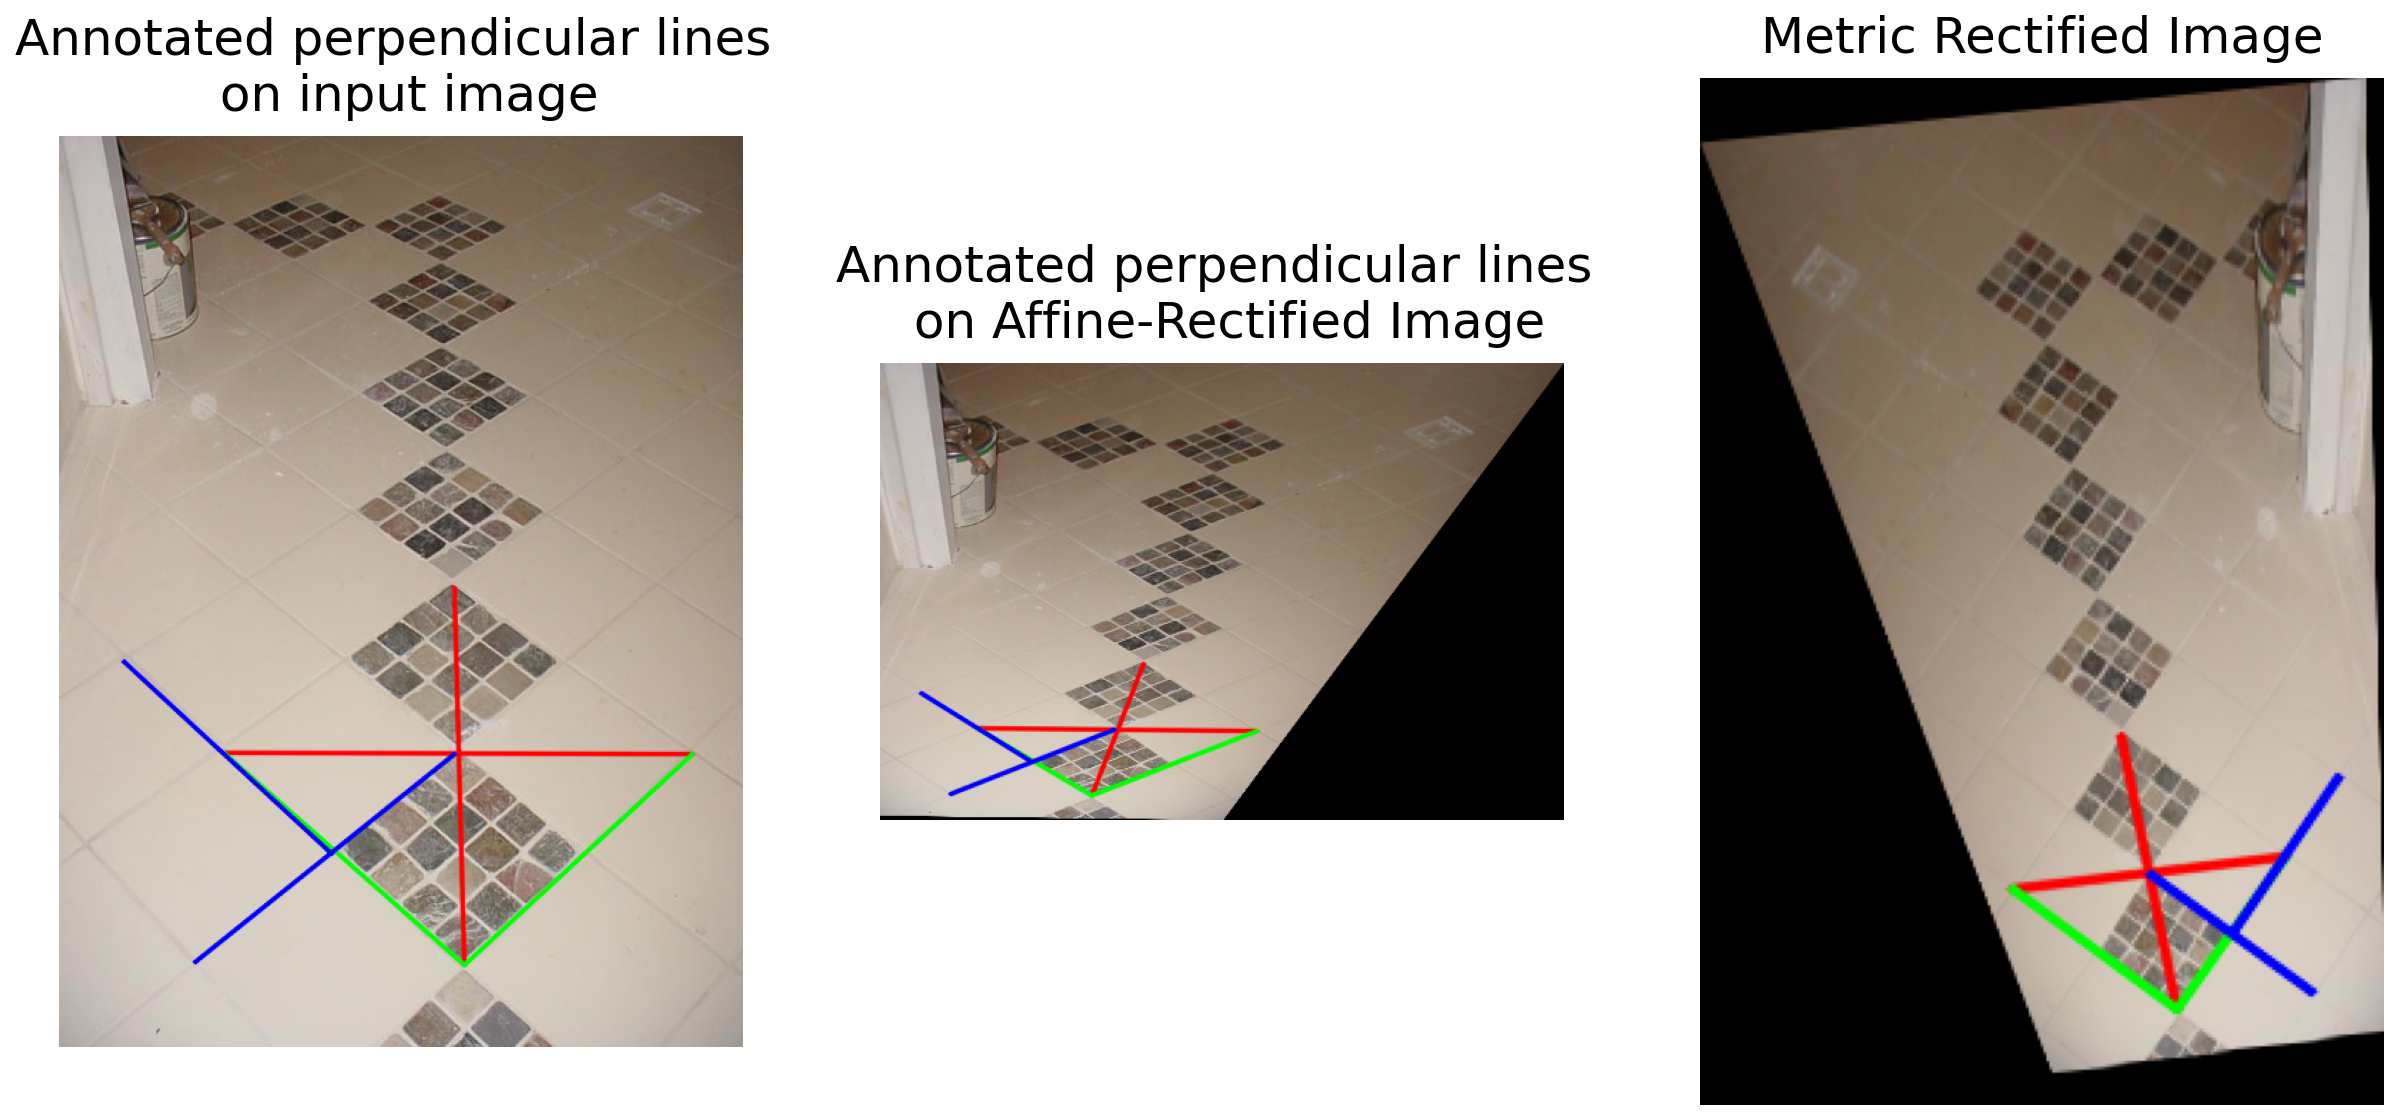 Annotated perpendicular lines
on input image
Annotated perpendicular lines
on Affine-Rectified Image
Metric Rectified Image